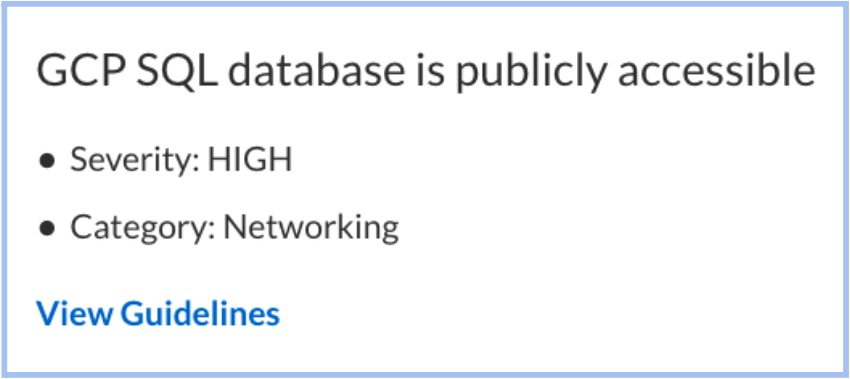 GCP SQL database is publicly accessible
● Severity: HIGH
● Category: Networking
View Guidelines